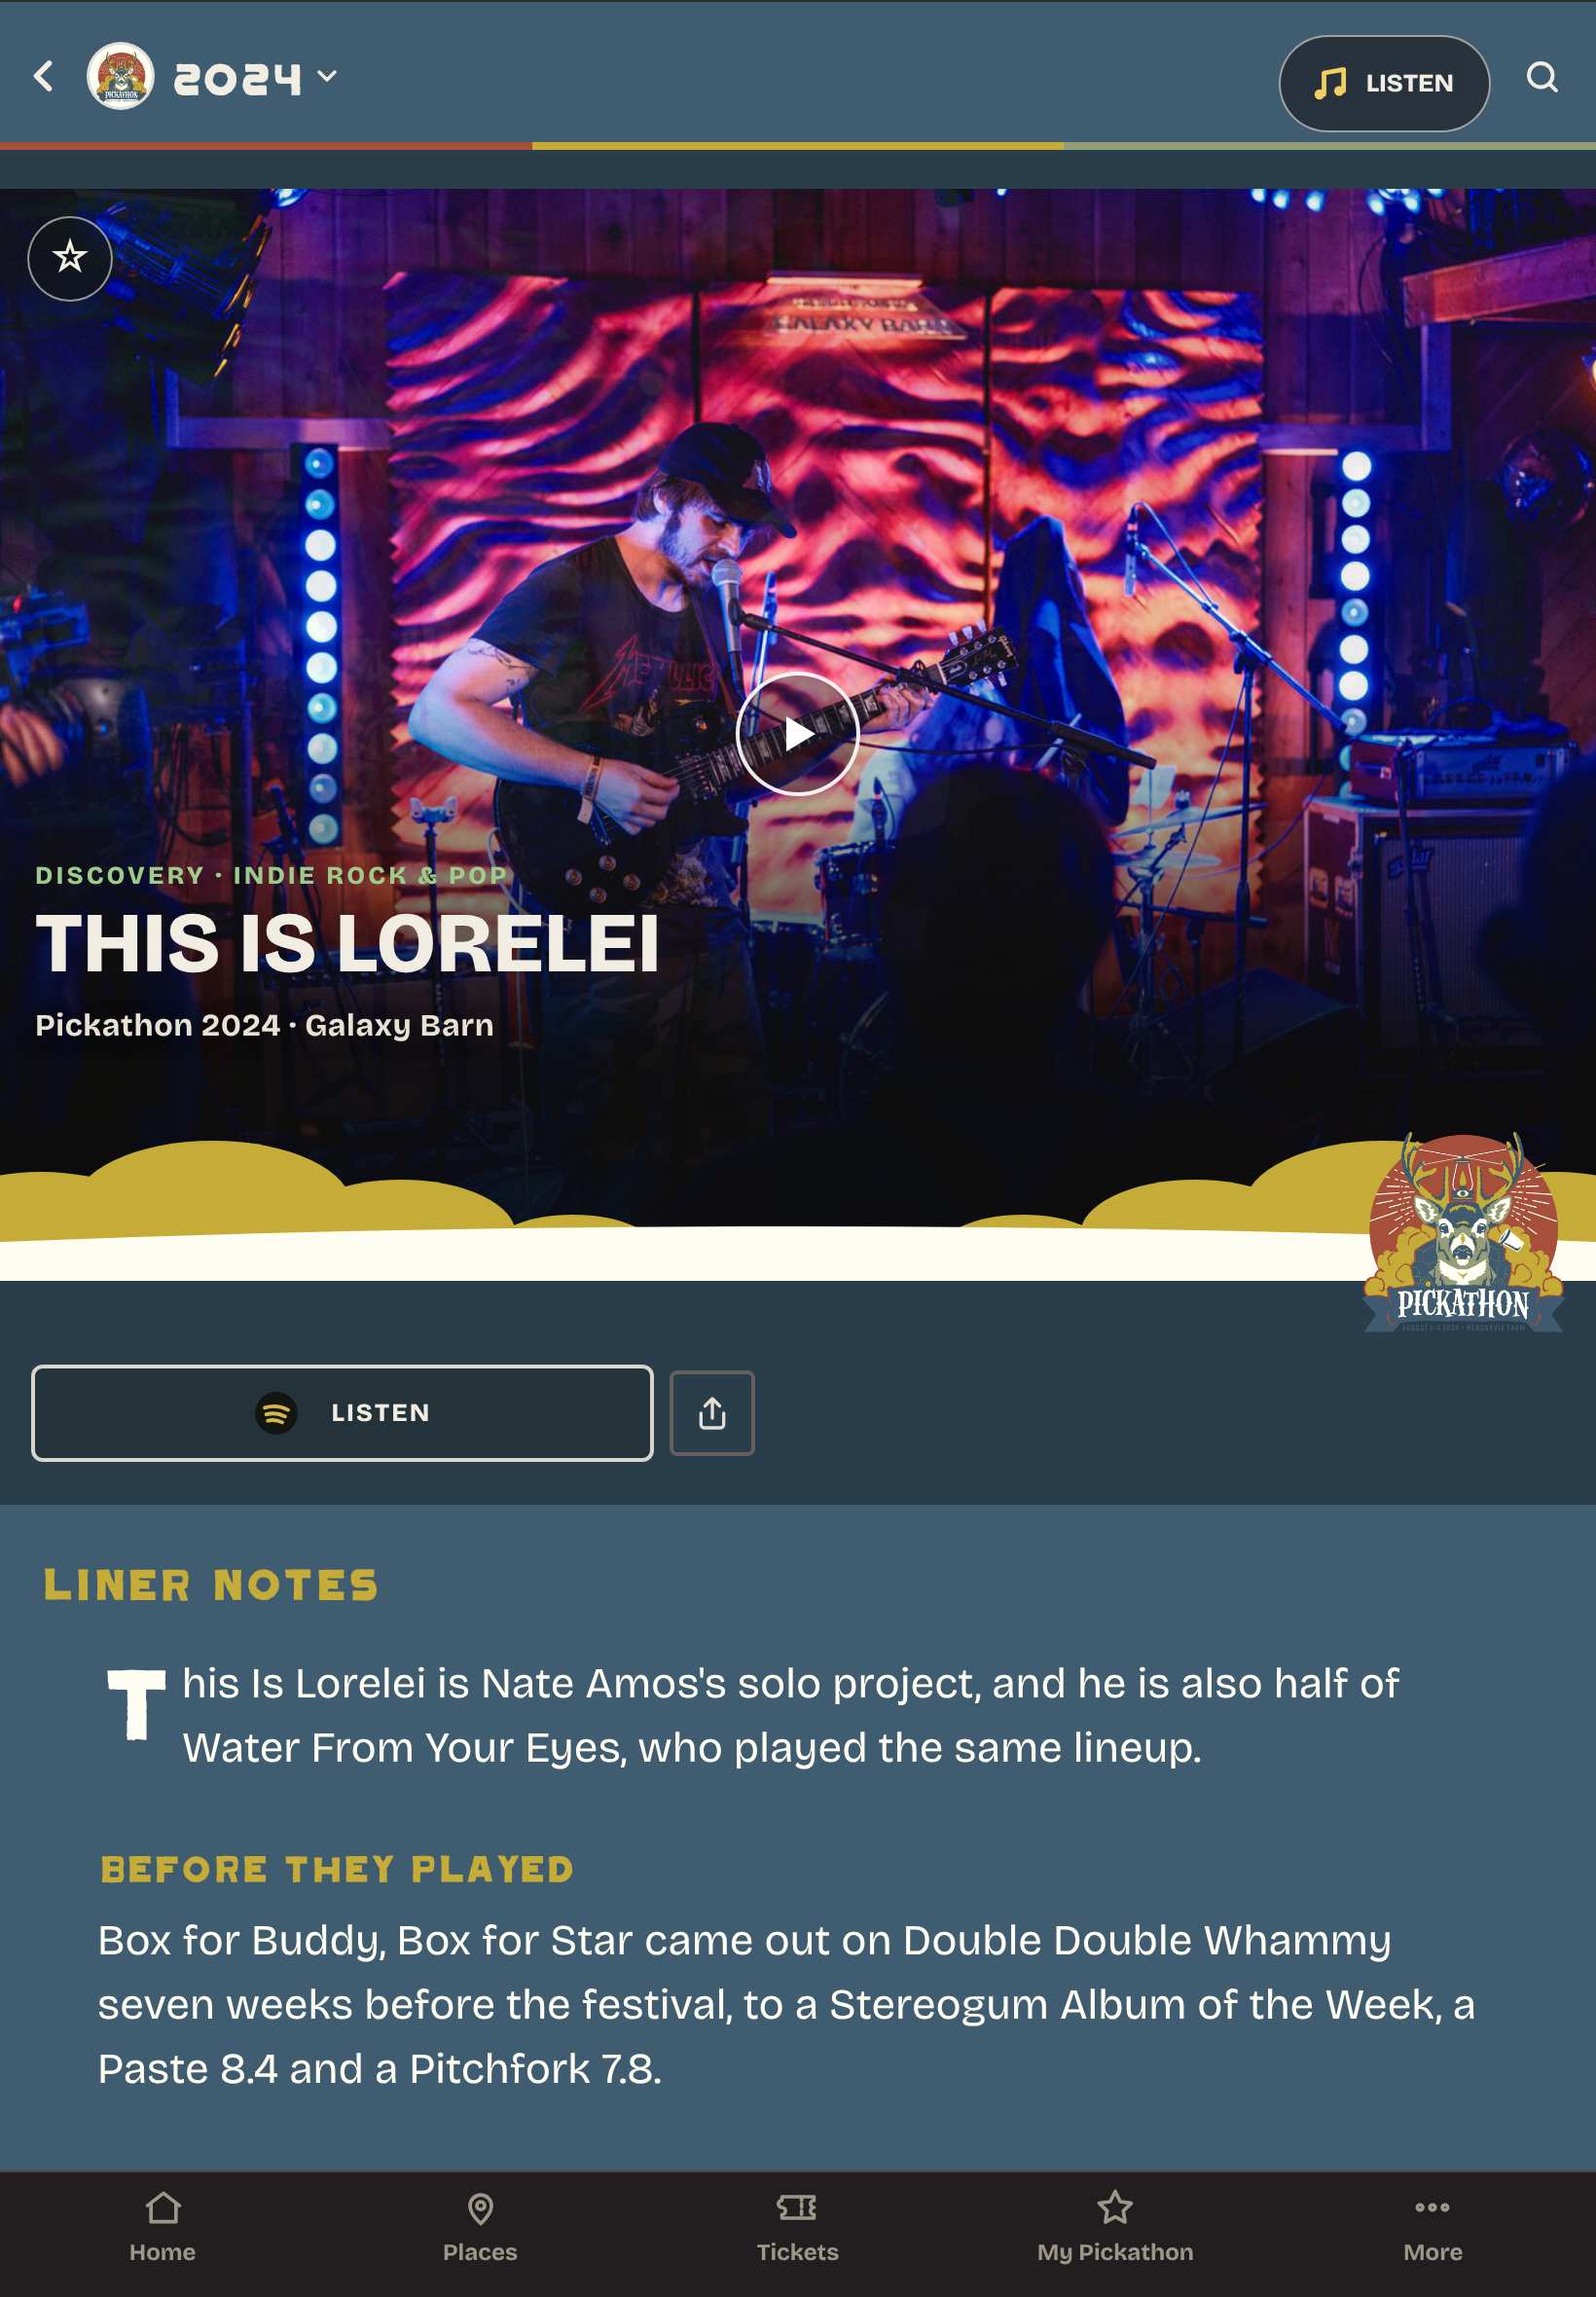 2024
LISTEN
GALAXY BARN
METALLIC
DISCOVERY · INDIE ROCK & POP
THIS IS LORELEI
Pickathon 2024 · Galaxy Barn
PICKATHON
LISTEN
LINER NOTES
This Is Lorelei is Nate Amos's solo project, and he is also half of
Water From Your Eyes, who played the same lineup.
BEFORE THEY PLAYED
Box for Buddy, Box for Star came out on Double Double Whammy
seven weeks before the festival, to a Stereogum Album of the Week, a
Paste 8.4 and a Pitchfork 7.8.
Home
Places
Tickets
My Pickathon
More